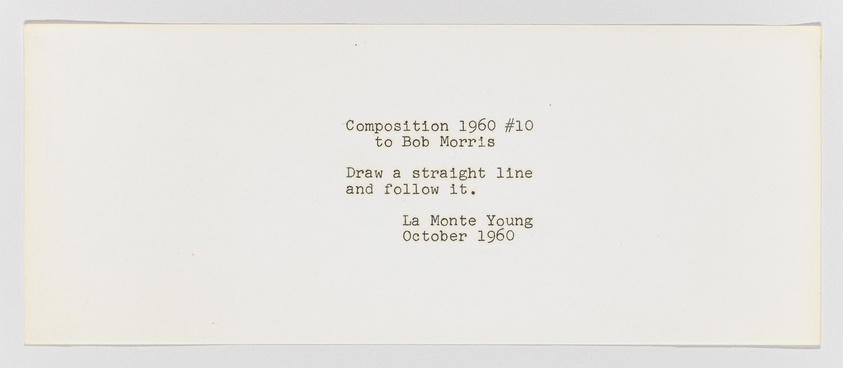 Composition 1960 #10
to Bob Morris
Draw a straight line
and follow it.
La Monte Young
October 1960